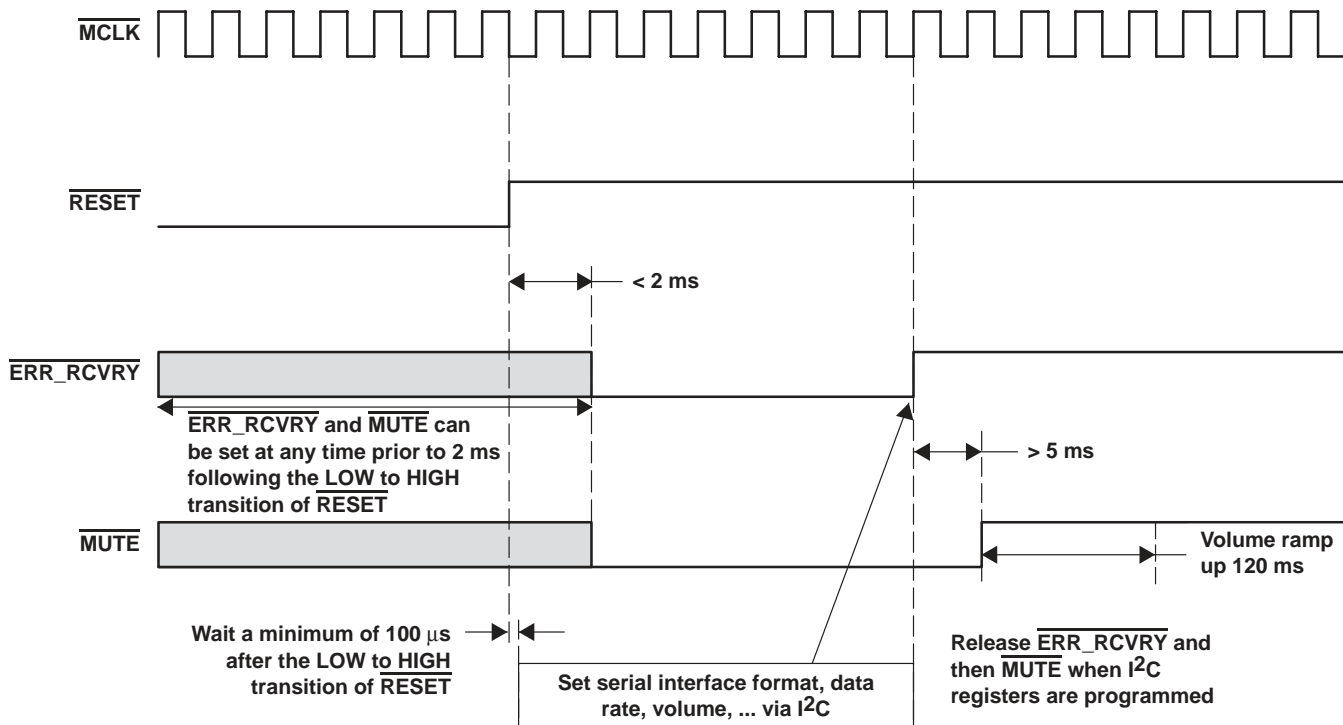 MCLK
RESET
< 2 ms
ERR_RCVRY
ERR_RCVRY and MUTE can
be set at any time prior to 2 ms
following the LOW to HIGH
transition of RESET
> 5 ms
MUTE
Volume ramp
up 120 ms
Wait a minimum of 100 μs
after the LOW to HIGH
transition of RESET
Set serial interface format, data
rate, volume, ... via I²C
Release ERR_RCVRY and
then MUTE when I²C
registers are programmed